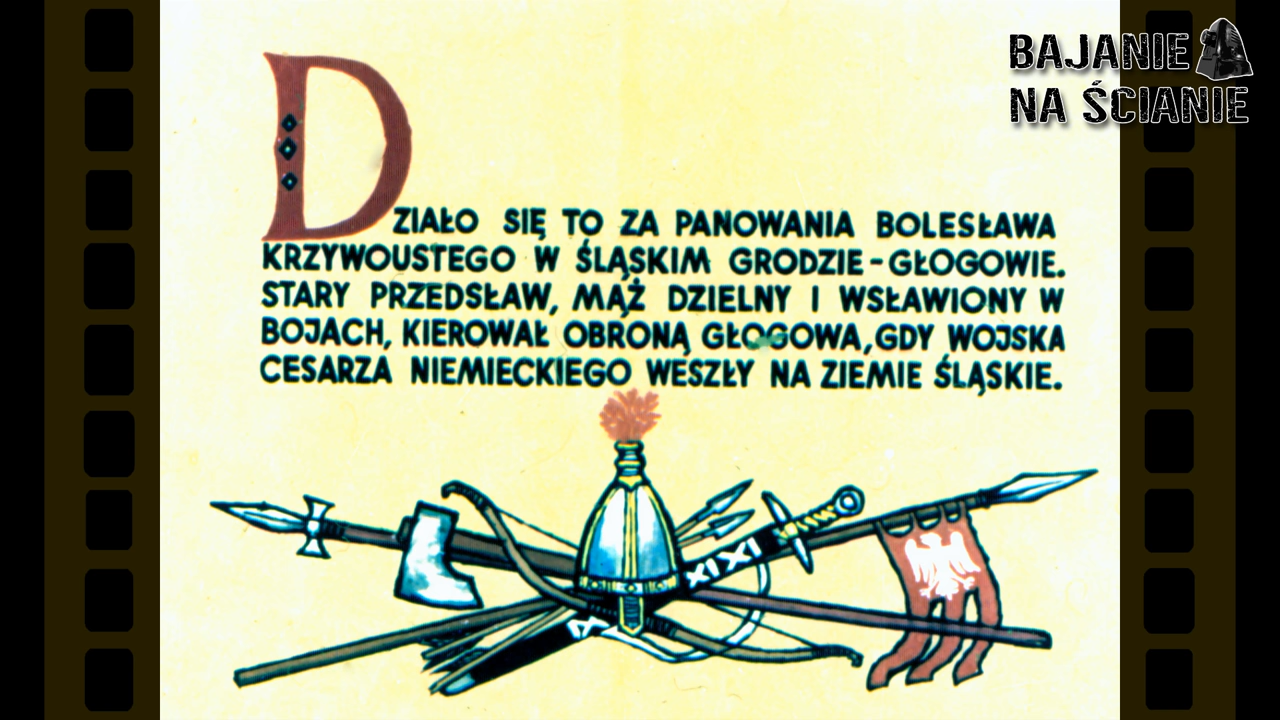 BAJANIE
NA ŚCIANIE
DZIAŁO SIĘ TO ZA PANOWANIA BOLESŁAWA
KRZYWOUSTEGO W ŚLĄSKIM GRODZIE-GŁOGOWIE.
STARY PRZEDSŁAW, MĄŻ DZIELNY I WSŁAWIONY W
BOJACH, KIEROWAŁ OBRONĄ GŁOGOWA, GDY WOJSKA
CESARZA NIEMIECKIEGO WESZŁY NA ZIEMIE ŚLĄSKIE.